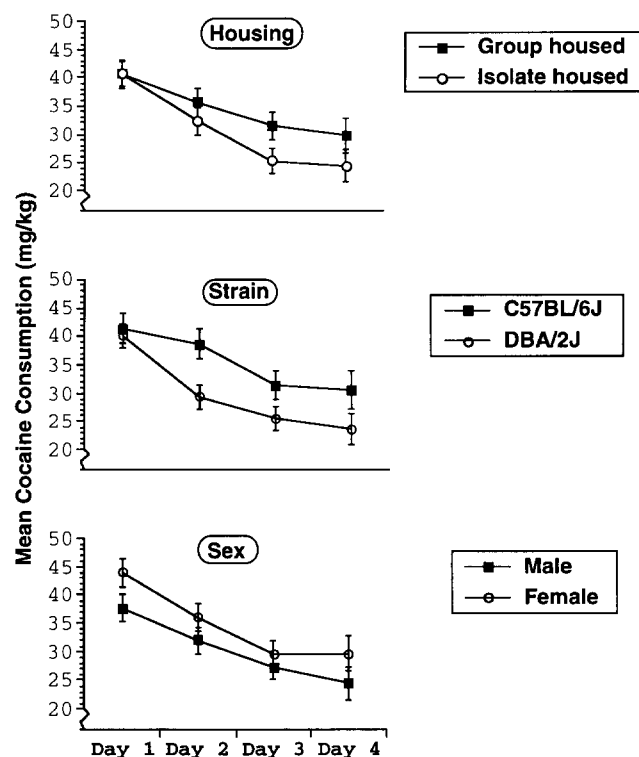 Mean Cocaine Consumption (mg/kg)
Housing
Group housed
Isolate housed
50
45
40
35
30
25
20
Strain
C57BL/6J
DBA/2J
50
45
40
35
30
25
20
Sex
Male
Female
50
45
40
35
30
25
20
Day 1 Day 2 Day 3 Day 4